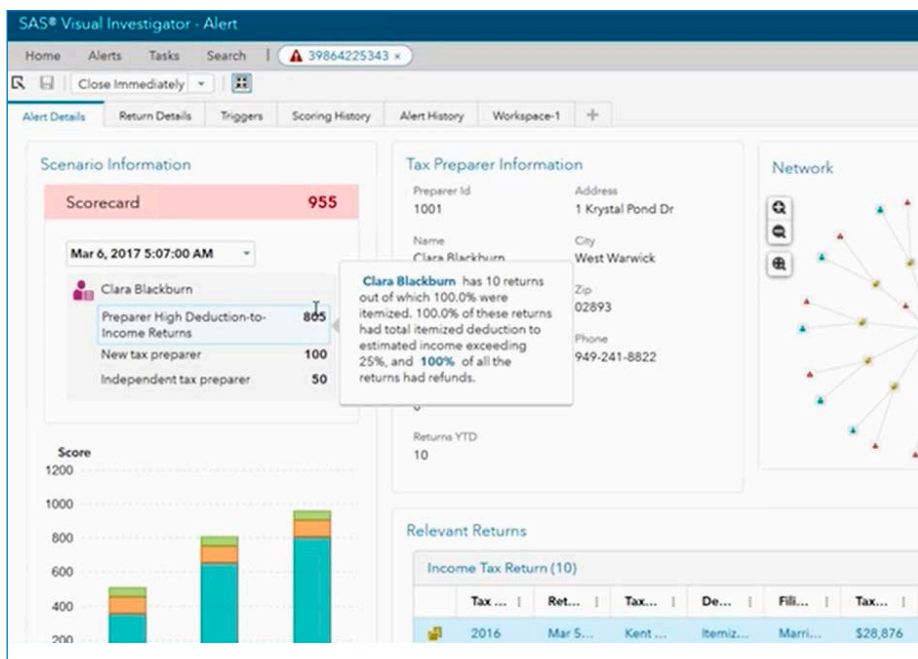 SAS® Visual Investigator - Alert
Home Alerts Tasks Search 39864225343 ×
Close Immediately
Alert Details Return Details Triggers Scoring History Alert History Workspace-1 +
Scenario Information
Scorecard 955
Mar 6, 2017 5:07:00 AM
Clara Blackburn
Preparer High Deduction-to-
Income Returns
805
New tax preparer 100
Independent tax preparer 50
Score
1200
1000
800
600
400
200
Tax Preparer Information
Preparer Id
1001
Address
1 Krystal Pond Dr
Name
Clara Blackburn
City
West Warwick
Zip
02893
Phone
949-241-8822
Clara Blackburn has 10 returns
out of which 100.0% were
itemized. 100.0% of these returns
had total itemized deduction to
estimated income exceeding
25%, and 100% of all the
returns had refunds.
Returns YTD
10
Network
Relevant Returns
Income Tax Return (10)
Tax ... Ret... Tax... De... Fili... Tax...
2016 Mar 5... Kent ... Itemiz... Marri... $28,876